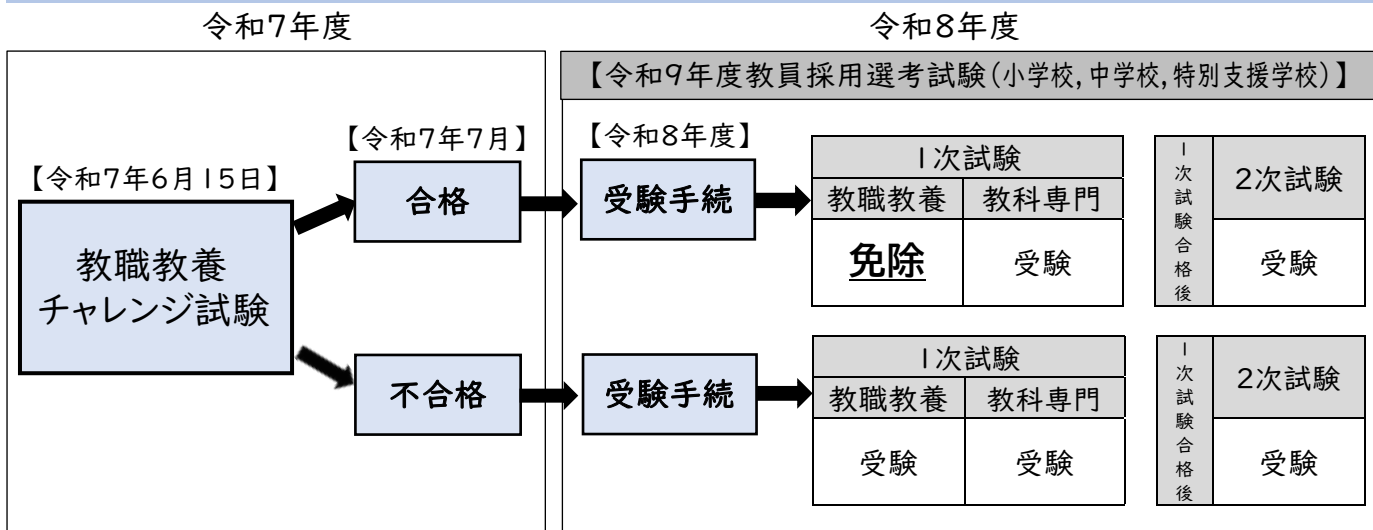 令和7年度
令和8年度
【令和9年度教員採用選考試験(小学校,中学校,特別支援学校)】
【令和7年6月15日】
教職教養
チャレンジ試験
【令和7年7月】
合格
【令和8年度】
受験手続
1次試験
教職教養 教科専門
免除 受験
1次試験合格後
2次試験
受験
不合格
受験手続
1次試験
教職教養 教科専門
受験 受験
1次試験合格後
2次試験
受験